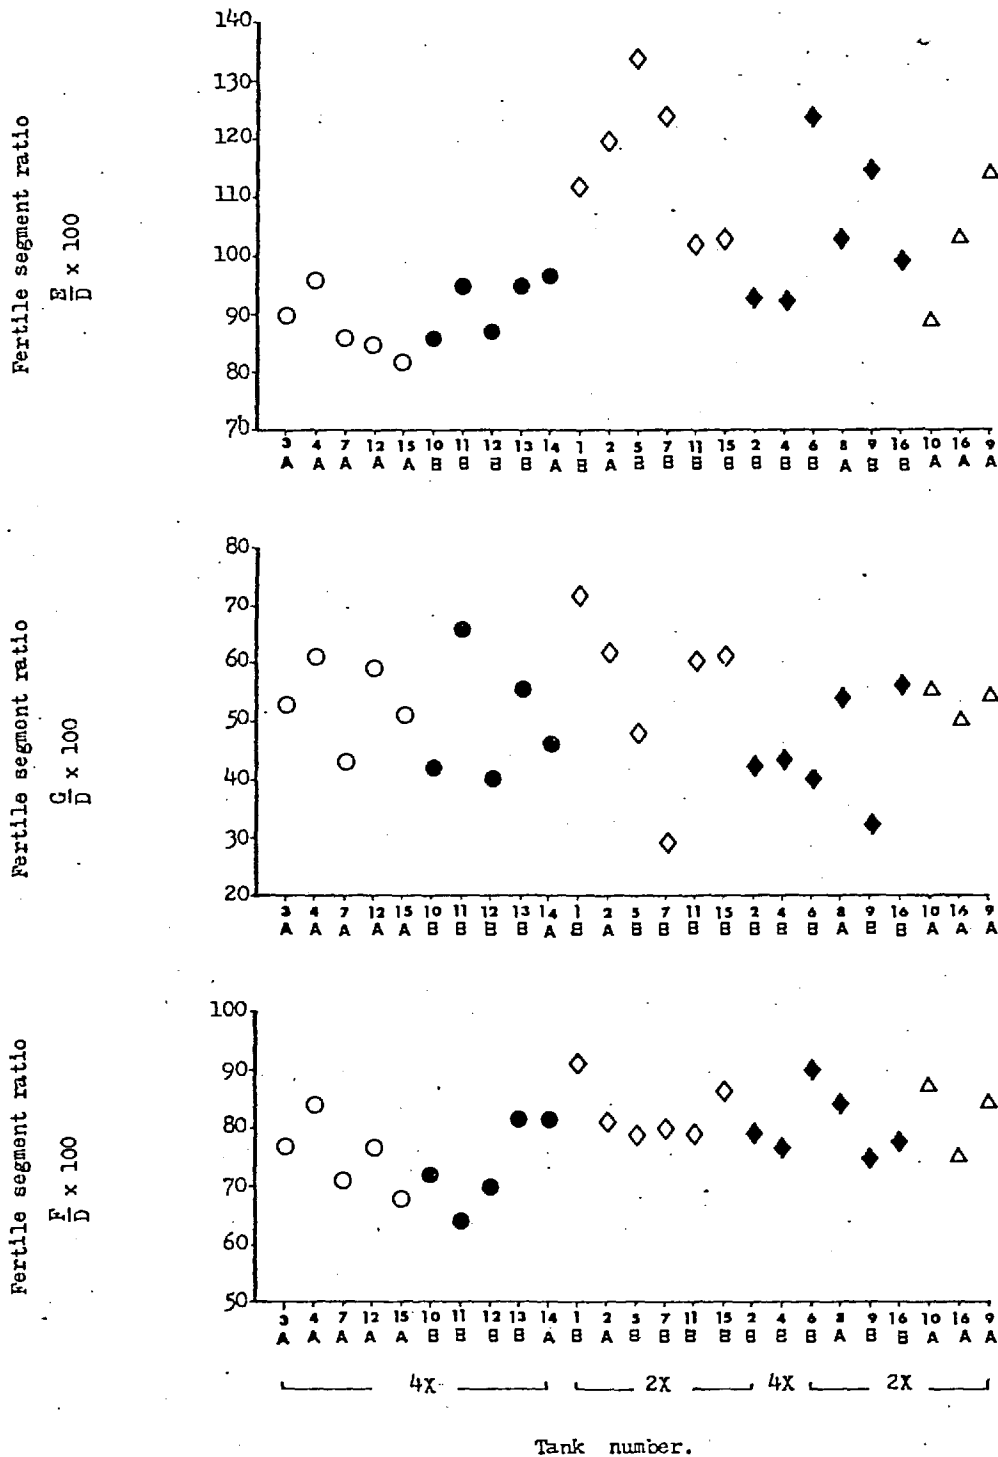 Fertile segment ratio
E/D x 100
140
130
120
110
100
90
80
70
3 4 7 12 15 10 11 12 13 14 1 2 5 7 11 15 2 4 6 8 9 16 10 16 9
A A A A A B B B B A B A B B B B B B B A B B A A A
Fertile segment ratio
G/D x 100
80
70
60
50
40
30
20
3 4 7 12 15 10 11 12 13 14 1 2 5 7 11 15 2 4 6 8 9 16 10 16 9
A A A A A B B B B A B A B B B B B B B A B B A A A
Fertile segment ratio
F/D x 100
100
90
80
70
60
50
3 4 7 12 15 10 11 12 13 14 1 2 5 7 11 15 2 4 6 8 9 16 10 16 9
A A A A A B B B B A B A B B B B B B B A B B A A A
4X 2X 4X 2X
Tank number.